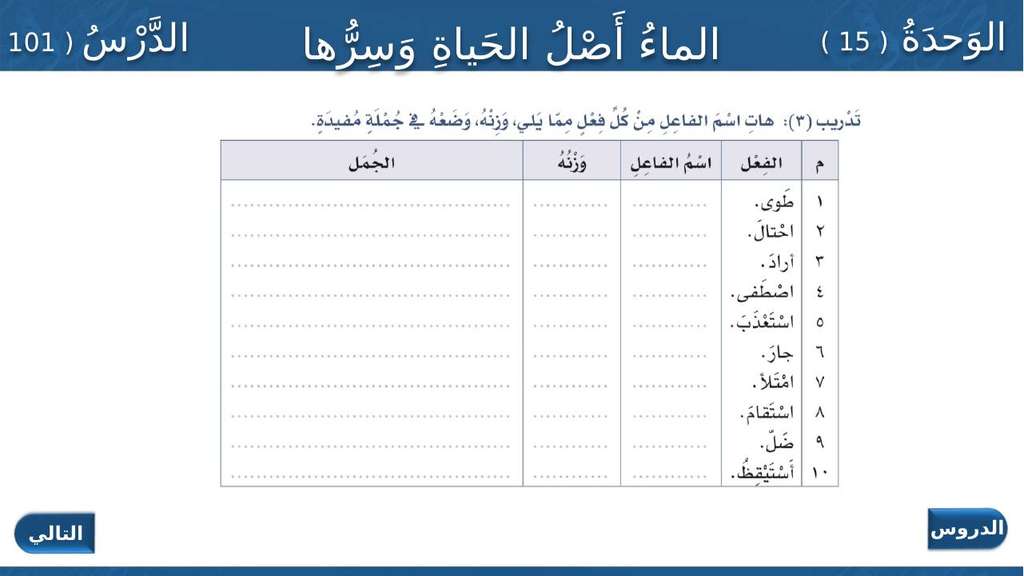 الوَحدَةُ ( 15 )
الماءُ أَصْلُ الحَياةِ وَسِرُّها
الدَّرْسُ ( 101
تَدْريب (٣): هاتِ اسْمَ الفاعِلِ مِنْ كُلِّ فِعْلٍ مِمّا يَلي، وَزِنْهُ، وَضَعْهُ في جُمْلَةٍ مُفيدَةٍ.
م الفِعْل اسْمُ الفاعِلِ وَزْنُهُ الجُمَل
١ طَوى. ........... ........... ...........
٢ احْتالَ. ........... ........... ...........
٣ أرادَ. ........... ........... ...........
٤ اصْطَفى. ........... ........... ...........
٥ اسْتَعْذَبَ. ........... ........... ...........
٦ جارَ. ........... ........... ...........
٧ امْتَلأَ. ........... ........... ...........
٨ اسْتَقامَ. ........... ........... ...........
٩ ضَلّ. ........... ........... ...........
١٠ أَسْتَيْقِظُ. ........... ........... ...........
الدروس
التالي